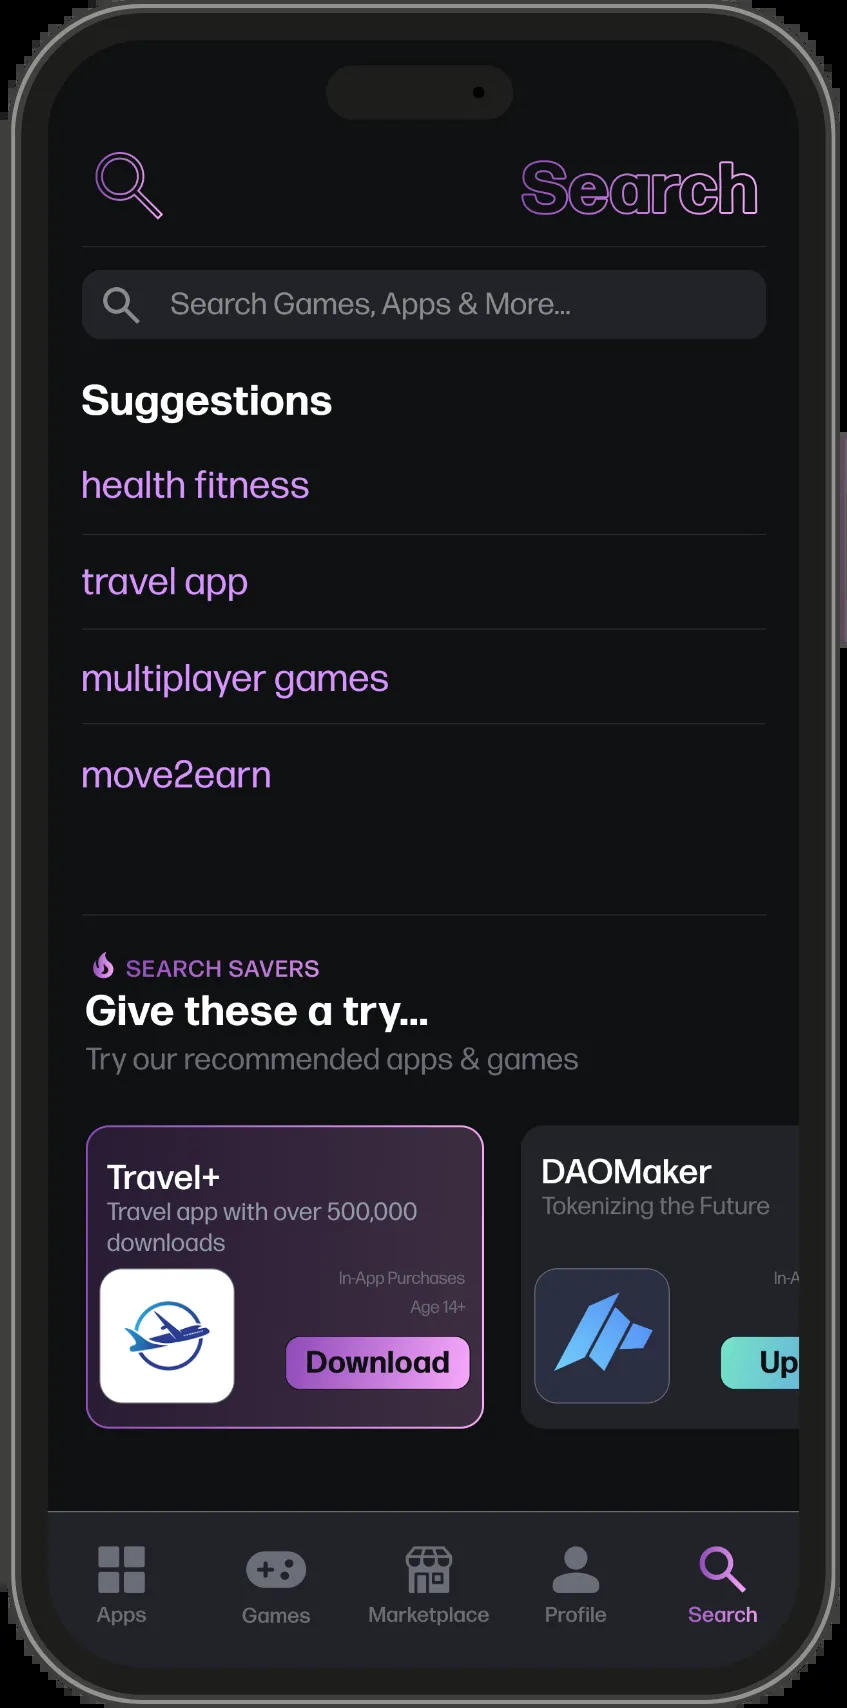 Search
Search Games, Apps & More...
Suggestions
health fitness
travel app
multiplayer games
move2earn
SEARCH SAVERS
Give these a try...
Try our recommended apps & games
Travel+
Travel app with over 500,000
downloads
In-App Purchases
Age 14+
Download
DAOMaker
Tokenizing the Future
In-A
Up
Apps
Games
Marketplace
Profile
Search